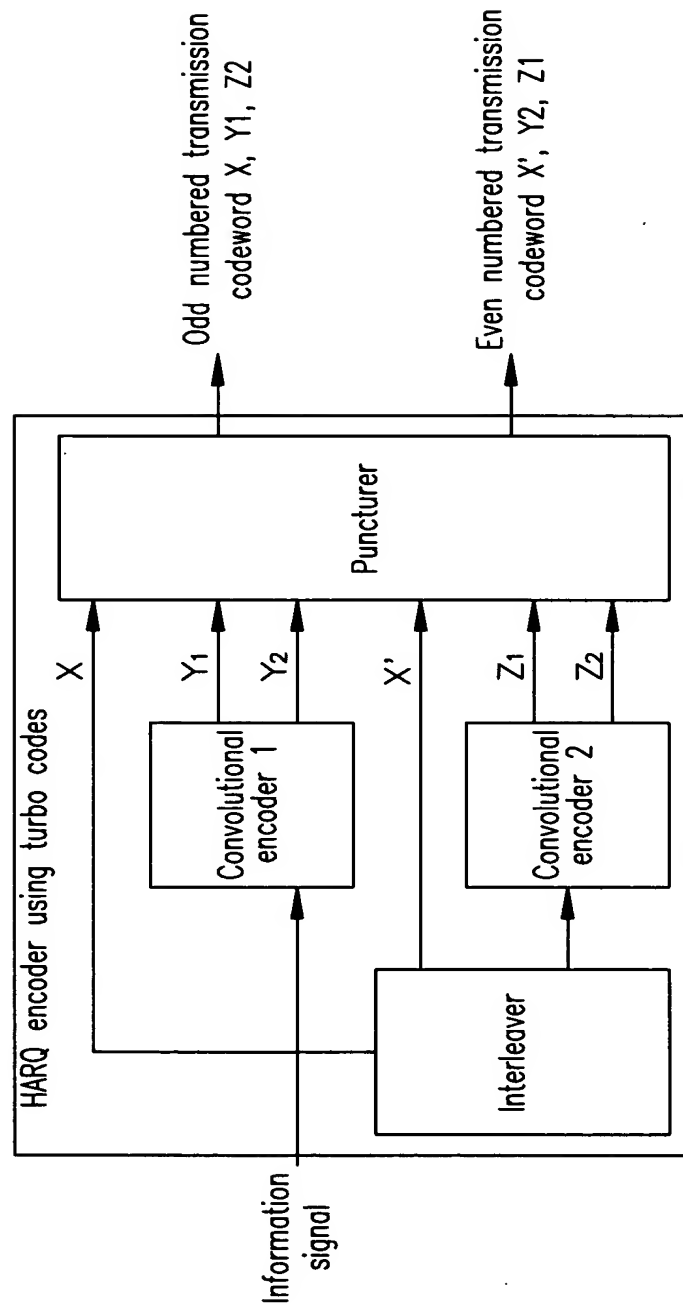 HARQ encoder using turbo codes
Information
signal
Interleaver
Convolutional
encoder 1
Convolutional
encoder 2
X
Y1
Y2
X'
Z1
Z2
Puncturer
Odd numbered transmission
codeword X, Y1, Z2
Even numbered transmission
codeword X', Y2, Z1